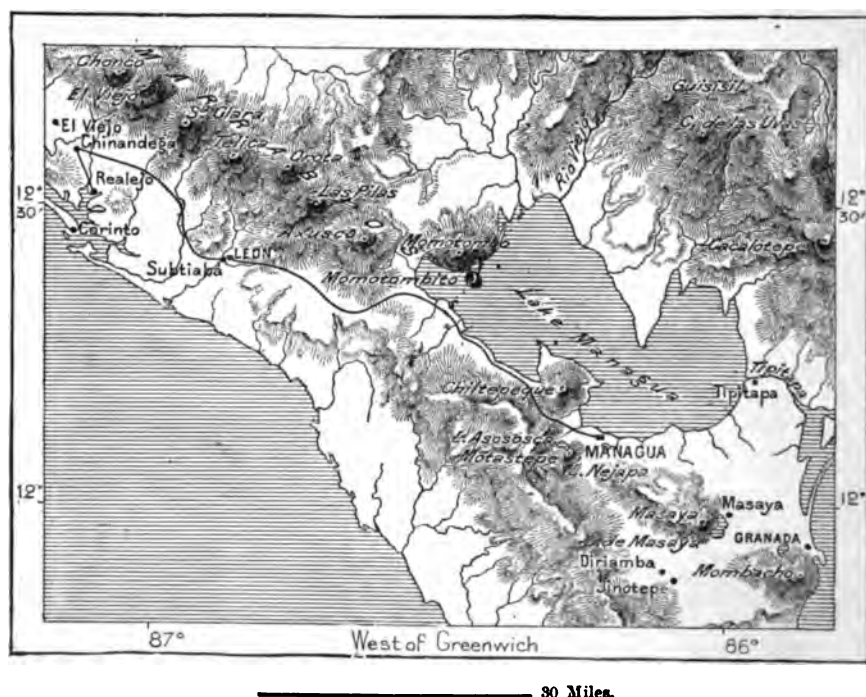 Chonco
El Viejo
El Viejo
Chinandega
Sta Clara
Telica
Orota
Realejo
Las Pilas
Corinto
Axusco
Subtiaba
LEON
Momotombo
Momotombito
Rio Viejo
Guisisil
C. de las Uvas
Cacalotepe
Lake Managua
Tipitapa
Tipitapa
Chiltepeque
L. Asososca
Motastepe
MANAGUA
L. Nejapa
Masaya
Masaya
L. de Masaya
GRANADA
Diriamba
Jinotepe
Mombacho
12° 30'
12° 30'
12°
12°
87°
West of Greenwich
86°
30 Miles.